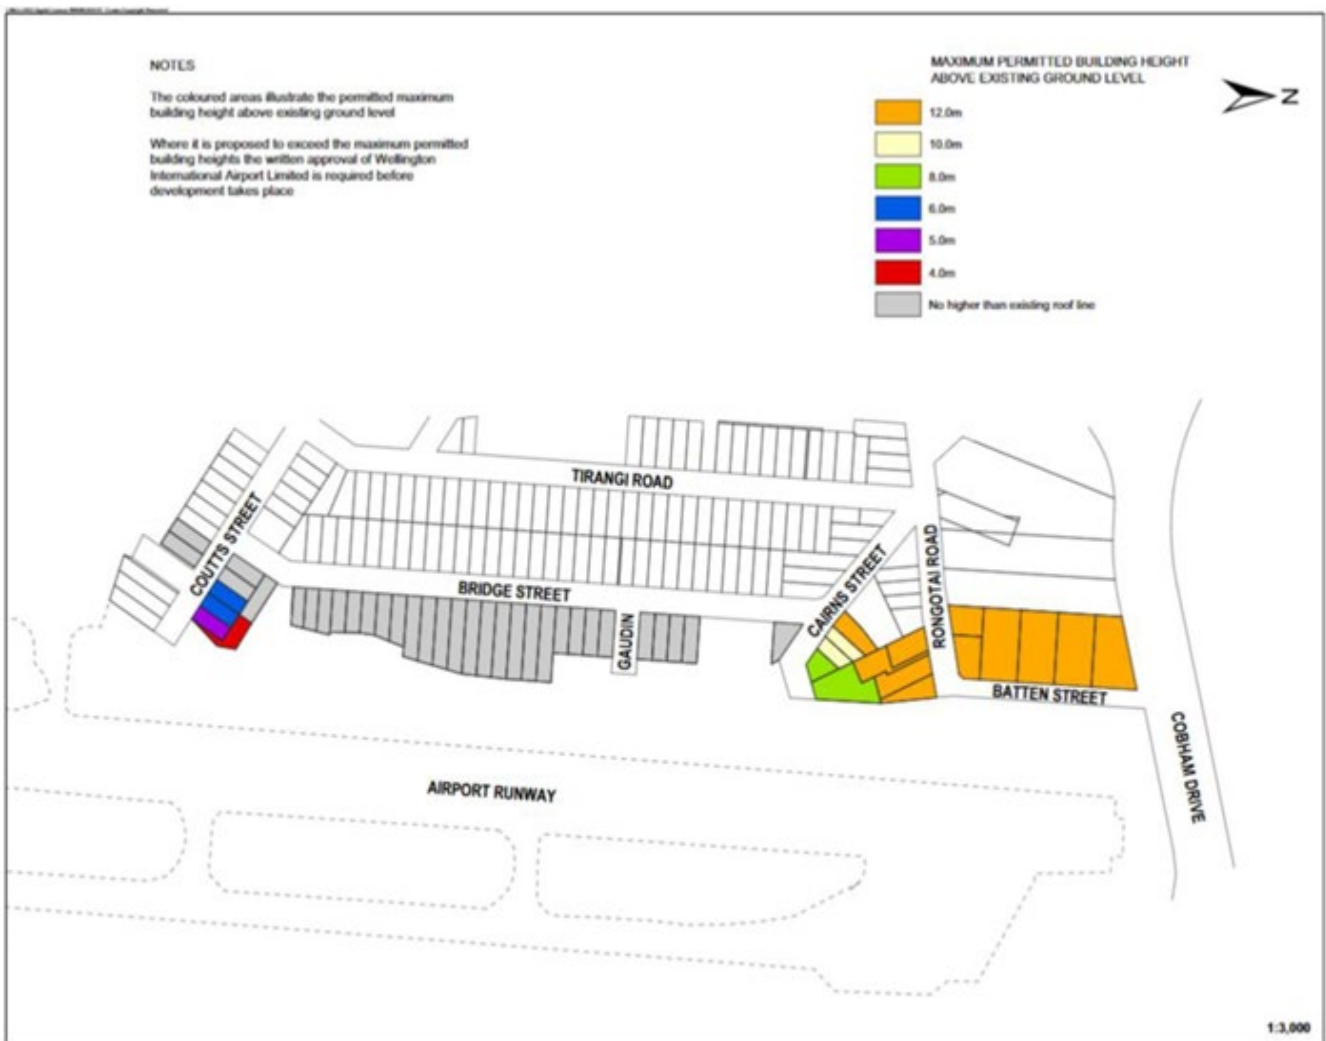 NOTES
The coloured areas illustrate the permitted maximum
building height above existing ground level
Where it is proposed to exceed the maximum permitted
building heights the written approval of Wellington
International Airport Limited is required before
development takes place
MAXIMUM PERMITTED BUILDING HEIGHT
ABOVE EXISTING GROUND LEVEL
N
12.0m
10.0m
8.0m
6.0m
5.0m
4.0m
No higher than existing roof line
TIRANGI ROAD
COUTTS STREET
BRIDGE STREET
GAUDIN
CAIRNS STREET
RONGOTAI ROAD
BATTEN STREET
COBHAM DRIVE
AIRPORT RUNWAY
1:3,000